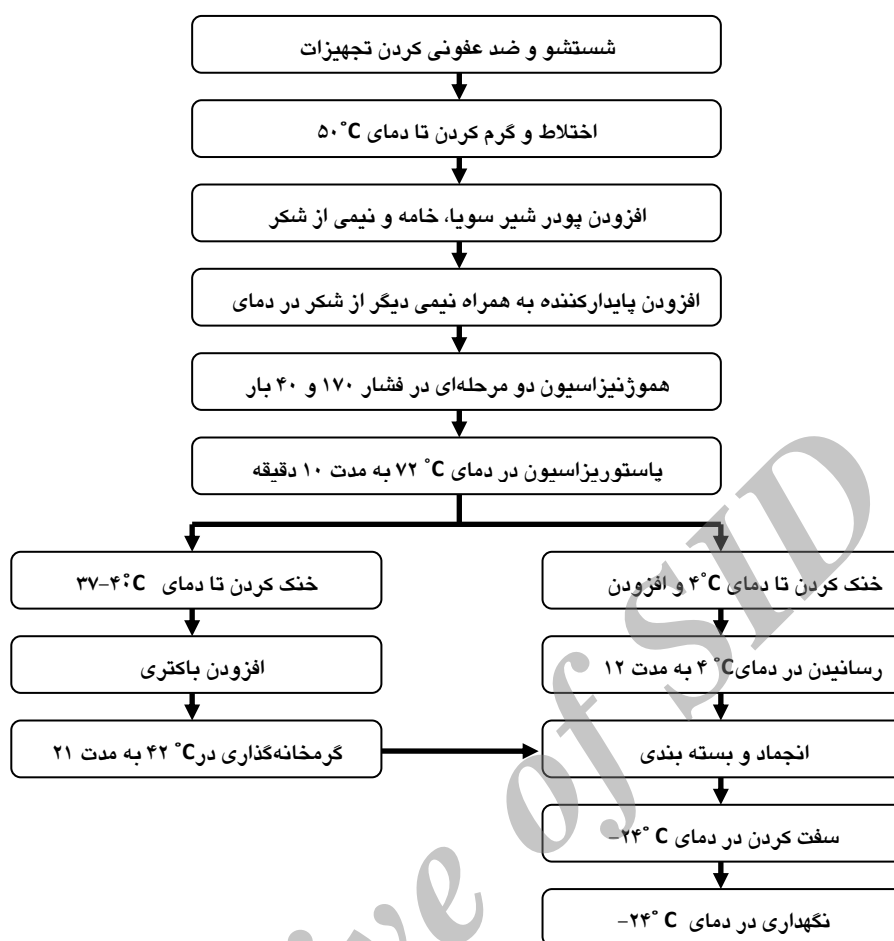 شستشو و ضد عفونی کردن تجهیزات
اختلاط و گرم کردن تا دمای ۵۰˚C
افزودن پودر شیر سویا، خامه و نیمی از شکر
افزودن پایدارکننده به همراه نیمی دیگر از شکر در دمای
هموژنیزاسیون دو مرحله‌ای در فشار ۱۷۰ و ۴۰ بار
پاستوریزاسیون در دمای ۷۲ ˚C به مدت ۱۰ دقیقه
خنک کردن تا دمای ۴˚C و افزودن
رسانیدن در دمای ۴ ˚C به مدت ۱۲
خنک کردن تا دمای ۳۷-۴۰˚C
افزودن باکتری
گرمخانه‌گذاری در ۴۲ ˚C به مدت ۲۱
انجماد و بسته بندی
سفت کردن در دمای -۲۴˚ C
نگهداری در دمای -۲۴˚ C
ive of SID